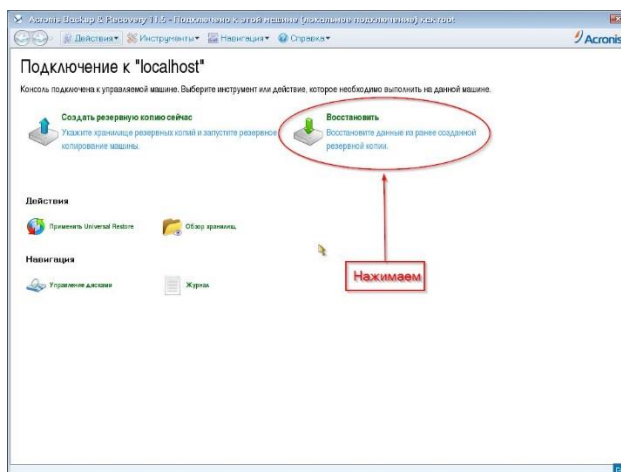 Acronis Backup & Recovery 11.5 - Подключено к этой машине (локальное подключение) как root
Действия Инструменты Навигация Справка Acronis
Подключение к "localhost"
Консоль подключена к управляемой машине. Выберите инструмент или действие, которое необходимо выполнить на данной машине.
Создать резервную копию сейчас
Укажите хранилище резервных копий и запустите резервное
копирование машины.
Восстановить
Восстановите данные из ранее созданной
резервной копии.
Действия
Применить Universal Restore Обзор хранилищ
Навигация
Управление дисками Журнал
Нажимаем